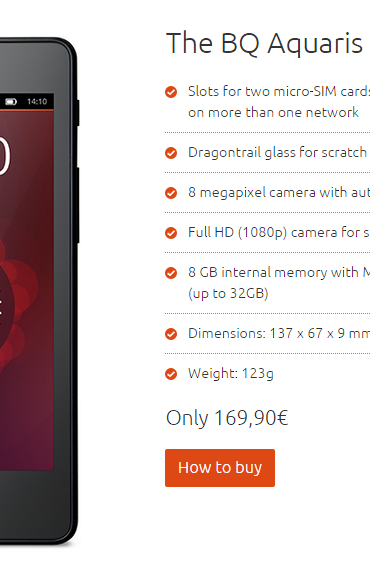 The BQ Aquaris
14:10
Slots for two micro-SIM cards
on more than one network
0
Dragontrail glass for scratch
8 megapixel camera with aut
Full HD (1080p) camera for s
8 GB internal memory with M
(up to 32GB)
Dimensions: 137 x 67 x 9 mm
Weight: 123g
Only 169,90€
How to buy